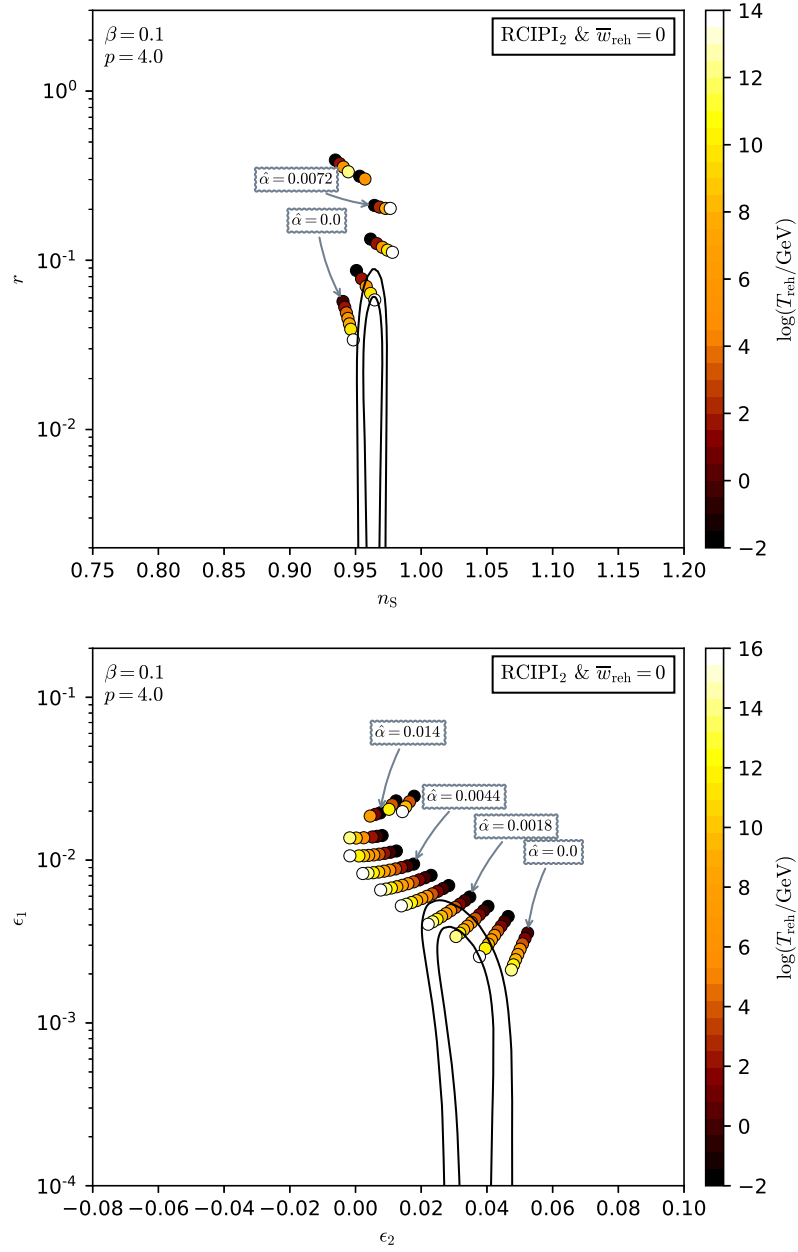 β = 0.1
p = 4.0
RCIPI₂ & w̅_reh = 0
14
12
10
8
6
4
2
0
−2
log(T_reh/GeV)
10⁰
10⁻¹
10⁻²
r
α̂ = 0.0072
α̂ = 0.0
0.75 0.80 0.85 0.90 0.95 1.00 1.05 1.10 1.15 1.20
n_S
β = 0.1
p = 4.0
RCIPI₂ & w̅_reh = 0
16
14
12
10
8
6
4
2
0
−2
log(T_reh/GeV)
10⁻¹
10⁻²
10⁻³
10⁻⁴
ϵ₁
α̂ = 0.014
α̂ = 0.0044
α̂ = 0.0018
α̂ = 0.0
−0.08 −0.06 −0.04 −0.02 0.00 0.02 0.04 0.06 0.08 0.10
ϵ₂